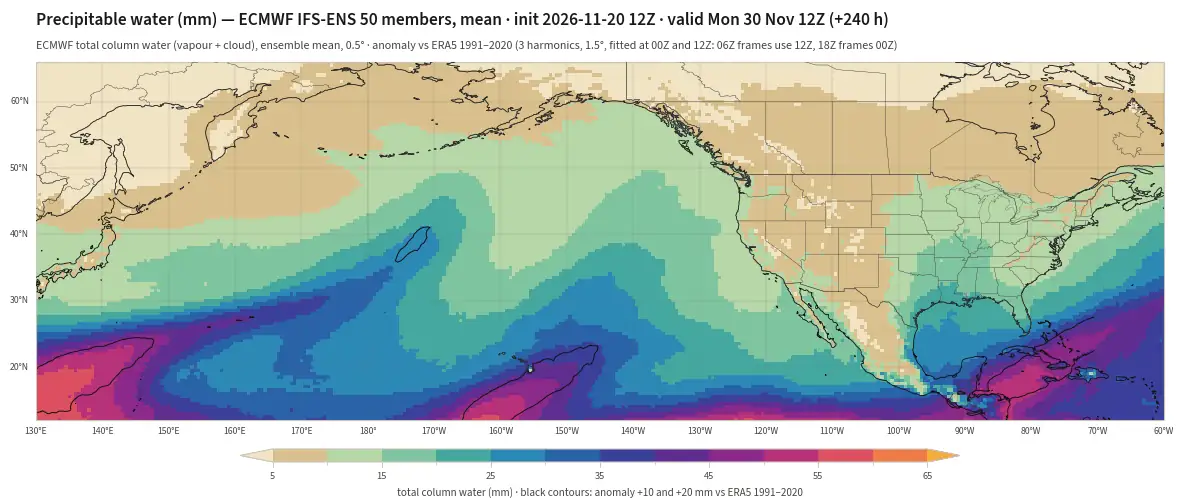 Precipitable water (mm) — ECMWF IFS-ENS 50 members, mean · init 2026-11-20 12Z · valid Mon 30 Nov 12Z (+240 h)
ECMWF total column water (vapour + cloud), ensemble mean, 0.5° · anomaly vs ERA5 1991–2020 (3 harmonics, 1.5°, fitted at 00Z and 12Z: 06Z frames use 12Z, 18Z frames 00Z)
60°N
50°N
40°N
30°N
20°N
130°E 140°E 150°E 160°E 170°E 180° 170°W 160°W 150°W 140°W 130°W 120°W 110°W 100°W 90°W 80°W 70°W 60°W
5 15 25 35 45 55 65
total column water (mm) · black contours: anomaly +10 and +20 mm vs ERA5 1991–2020